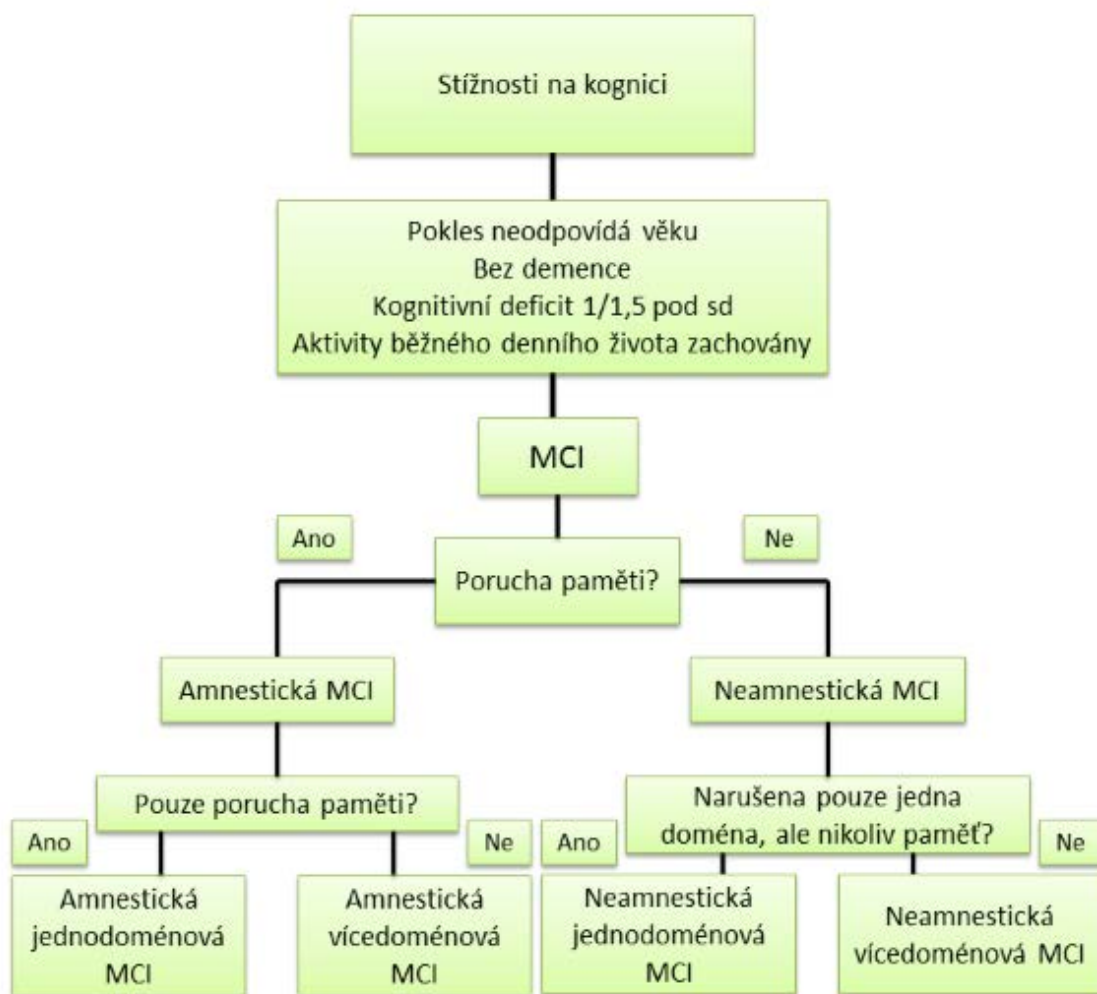 Stížnosti na kognici
Pokles neodpovídá věku
Bez demence
Kognitivní deficit 1/1,5 pod sd
Aktivity běžného denního života zachovány
MCI
Ano
Ne
Porucha paměti?
Amnestická MCI
Neamnestická MCI
Pouze porucha paměti?
Narušena pouze jedna
doména, ale nikoliv paměť?
Ano
Ne
Ano
Ne
Amnestická
jednodoménová
MCI
Amnestická
vícedoménová
MCI
Neamnestická
jednodoménová
MCI
Neamnestická
vícedoménová MCI